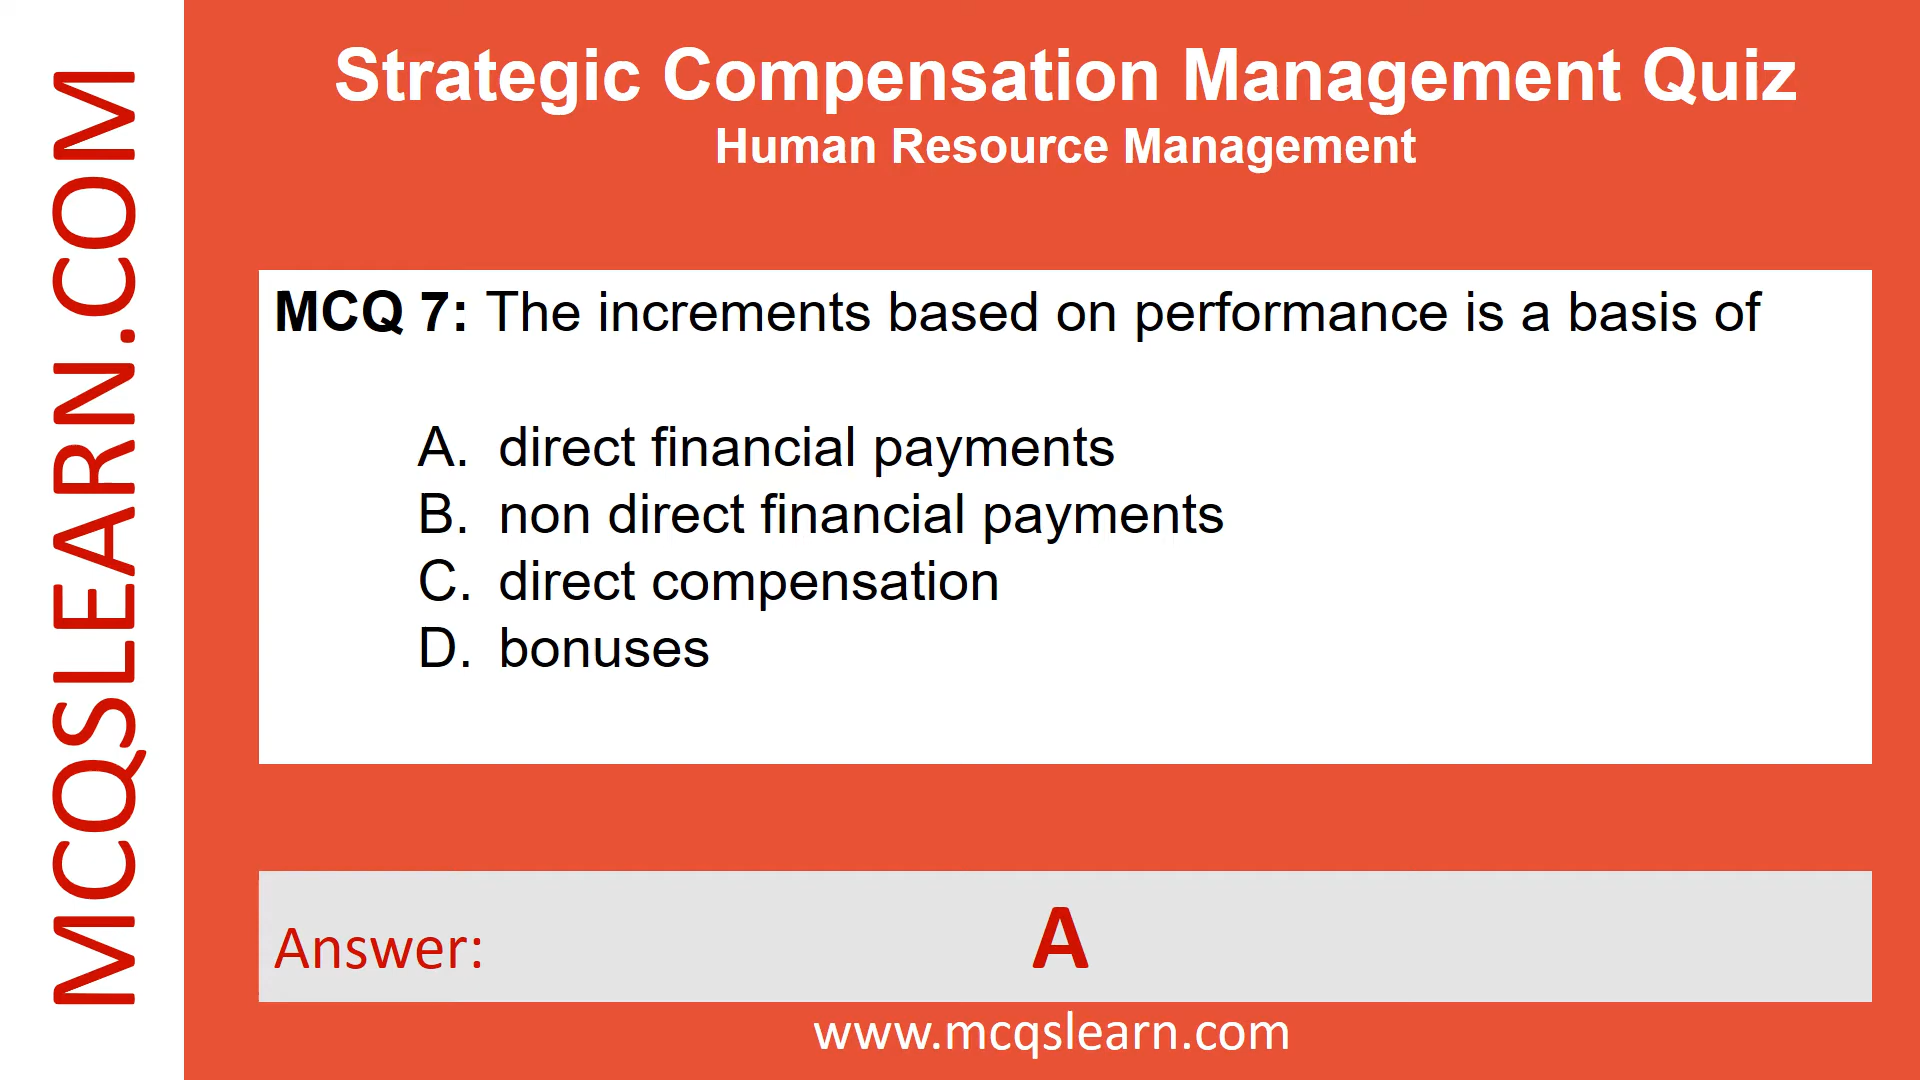 MCQSLEARN.COM
Strategic Compensation Management Quiz
Human Resource Management
MCQ 7: The increments based on performance is a basis of
A. direct financial payments
B. non direct financial payments
C. direct compensation
D. bonuses
Answer: A
www.mcqslearn.com